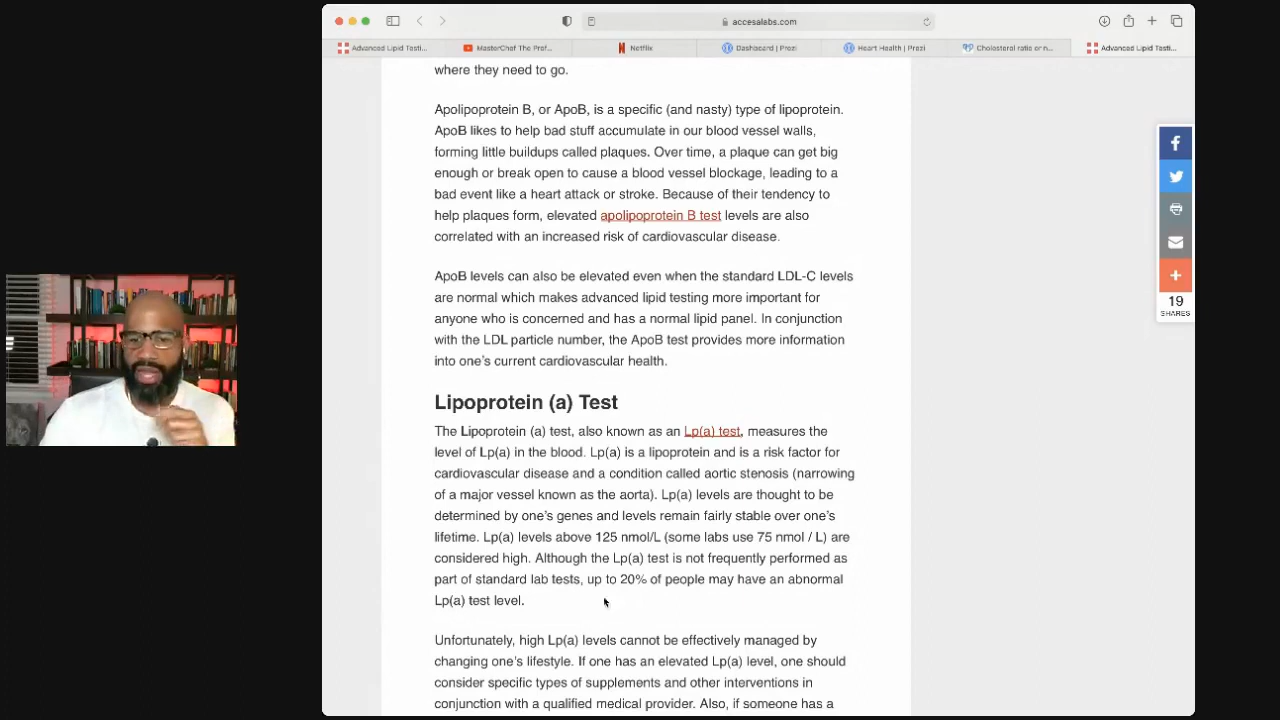 accesalabs.com
Advanced Lipid Testi...
MasterChef The Prof...
Netflix
Dashboard | Prezi
Heart Health | Prezi
Cholesterol ratio or n...
Advanced Lipid Testi...
where they need to go.
Apolipoprotein B, or ApoB, is a specific (and nasty) type of lipoprotein.
ApoB likes to help bad stuff accumulate in our blood vessel walls,
forming little buildups called plaques. Over time, a plaque can get big
enough or break open to cause a blood vessel blockage, leading to a
bad event like a heart attack or stroke. Because of their tendency to
help plaques form, elevated apolipoprotein B test levels are also
correlated with an increased risk of cardiovascular disease.
ApoB levels can also be elevated even when the standard LDL-C levels
are normal which makes advanced lipid testing more important for
anyone who is concerned and has a normal lipid panel. In conjunction
with the LDL particle number, the ApoB test provides more information
into one's current cardiovascular health.
Lipoprotein (a) Test
The Lipoprotein (a) test, also known as an Lp(a) test, measures the
level of Lp(a) in the blood. Lp(a) is a lipoprotein and is a risk factor for
cardiovascular disease and a condition called aortic stenosis (narrowing
of a major vessel known as the aorta). Lp(a) levels are thought to be
determined by one's genes and levels remain fairly stable over one's
lifetime. Lp(a) levels above 125 nmol/L (some labs use 75 nmol / L) are
considered high. Although the Lp(a) test is not frequently performed as
part of standard lab tests, up to 20% of people may have an abnormal
Lp(a) test level.
Unfortunately, high Lp(a) levels cannot be effectively managed by
changing one's lifestyle. If one has an elevated Lp(a) level, one should
consider specific types of supplements and other interventions in
conjunction with a qualified medical provider. Also, if someone has a
19
SHARES